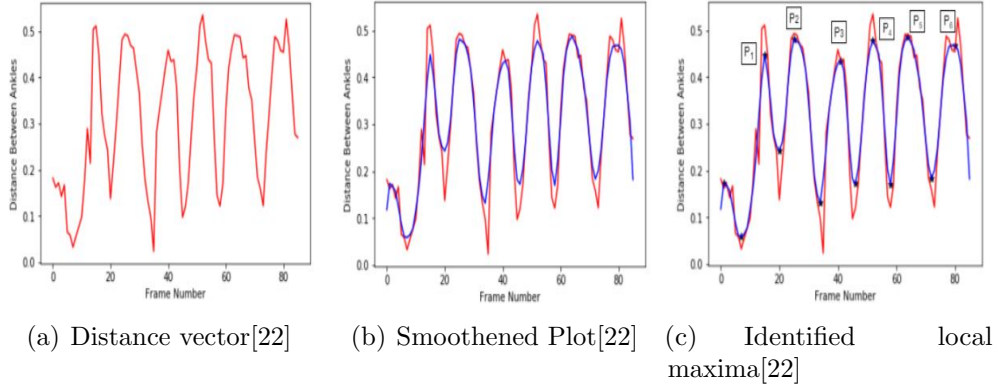 0.5
0.4
0.3
0.2
0.1
0.0
Distance Between Ankles
0 20 40 60 80
Frame Number
(a) Distance vector[22]
0.5
0.4
0.3
0.2
0.1
0.0
Distance Between Ankles
0 20 40 60 80
Frame Number
(b) Smoothened Plot[22]
0.5
0.4
0.3
0.2
0.1
0.0
Distance Between Ankles
P1
P2
P3
P4
P5
P6
0 20 40 60 80
Frame Number
(c) Identified local
maxima[22]